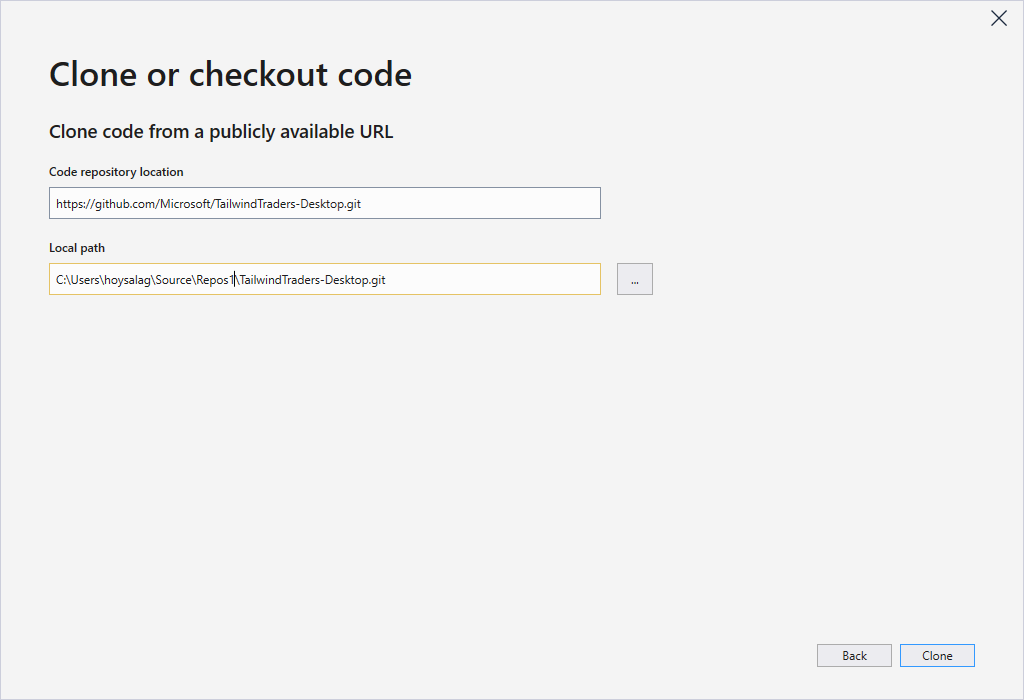 Clone or checkout code
Clone code from a publicly available URL
Code repository location
https://github.com/Microsoft/TailwindTraders-Desktop.git
Local path
C:\Users\hoysalag\Source\Repos1\TailwindTraders-Desktop.git
...
Back
Clone